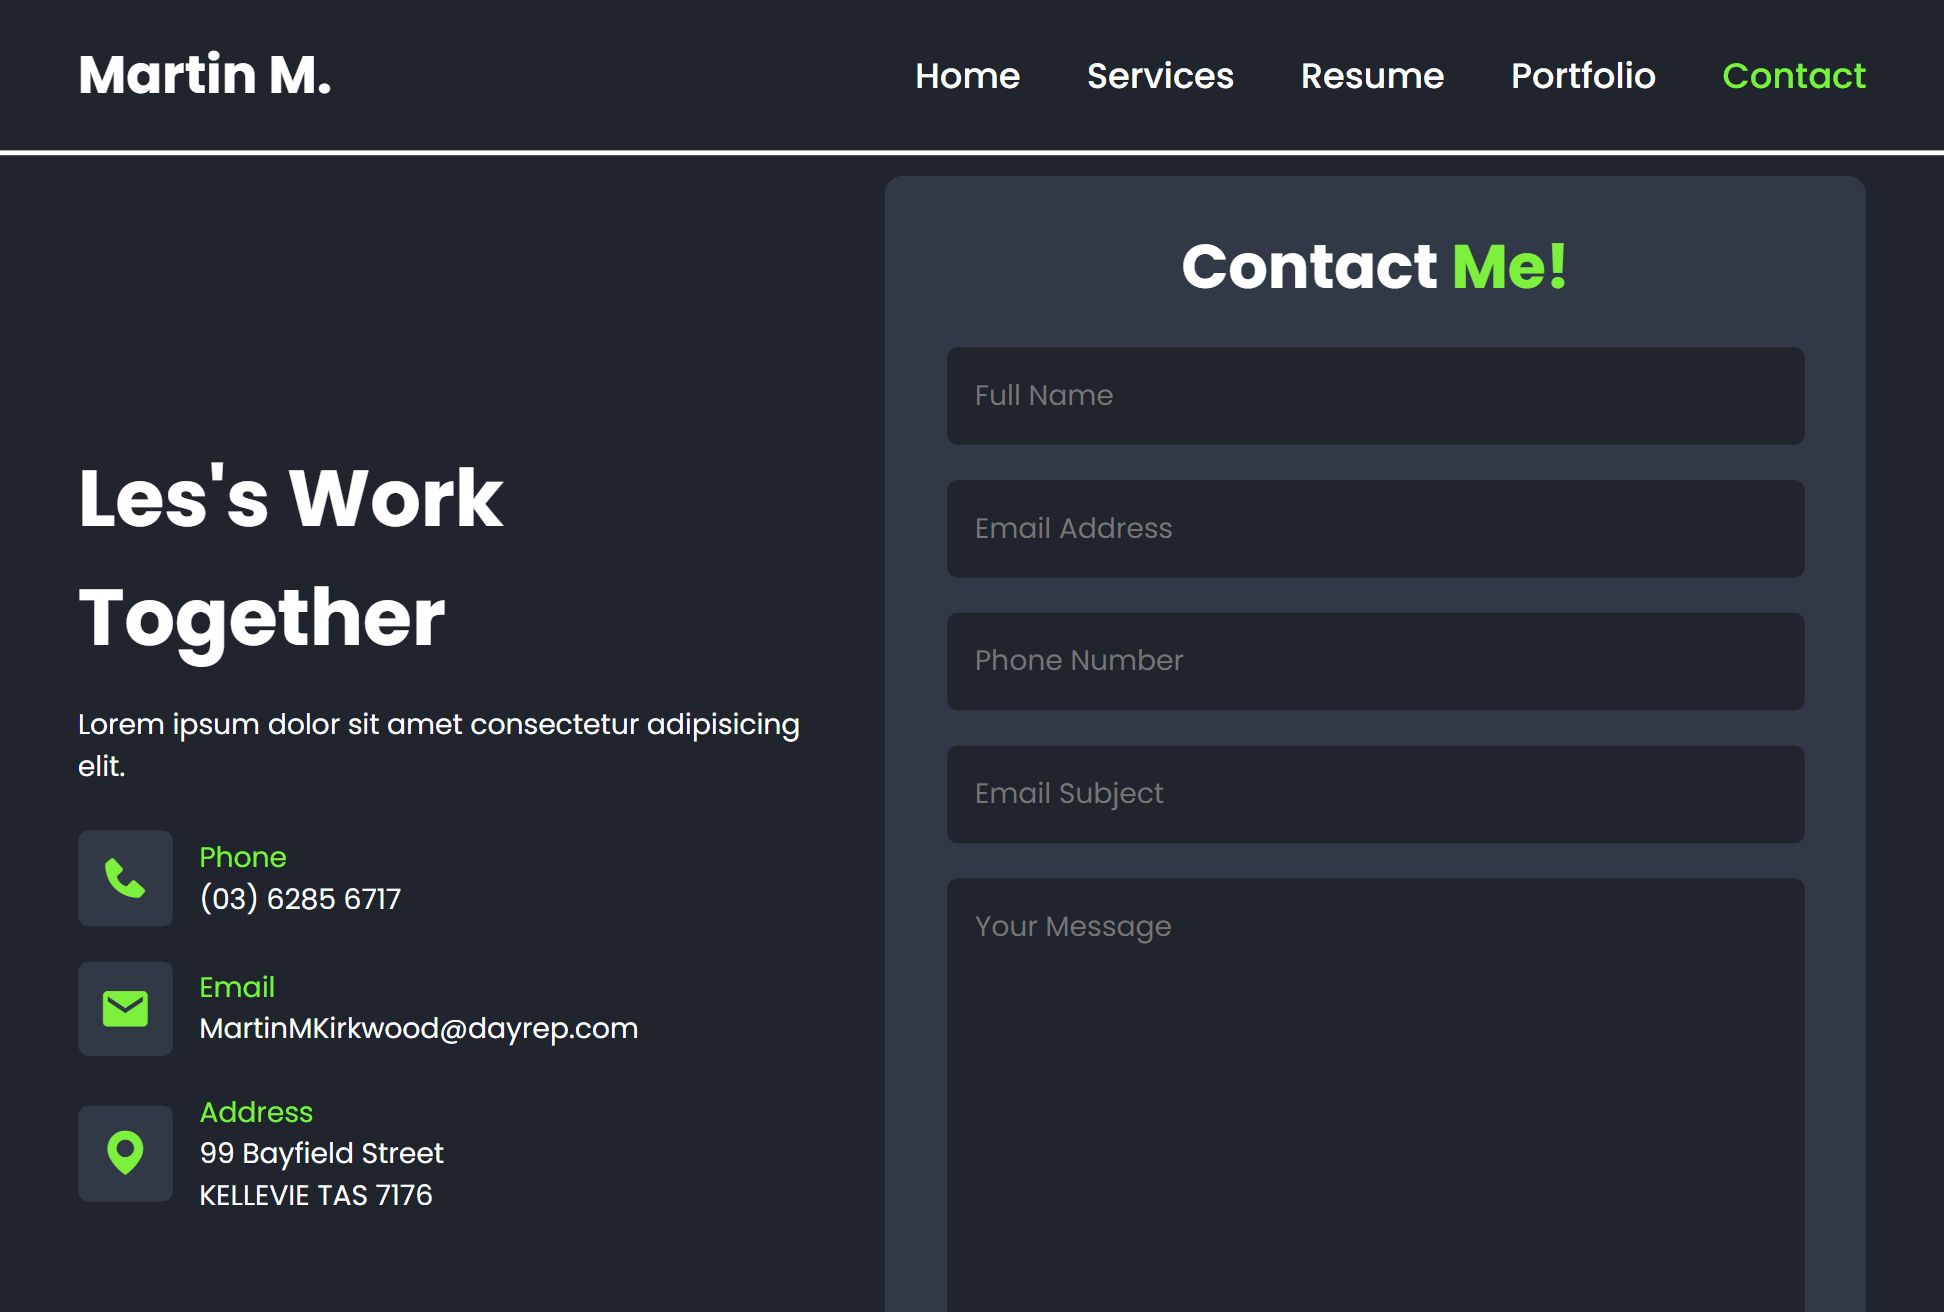 Martin M.
Home Services Resume Portfolio Contact
Les's Work
Together
Lorem ipsum dolor sit amet consectetur adipisicing
elit.
Phone
(03) 6285 6717
Email
MartinMKirkwood@dayrep.com
Address
99 Bayfield Street
KELLEVIE TAS 7176
Contact Me!
Full Name
Email Address
Phone Number
Email Subject
Your Message